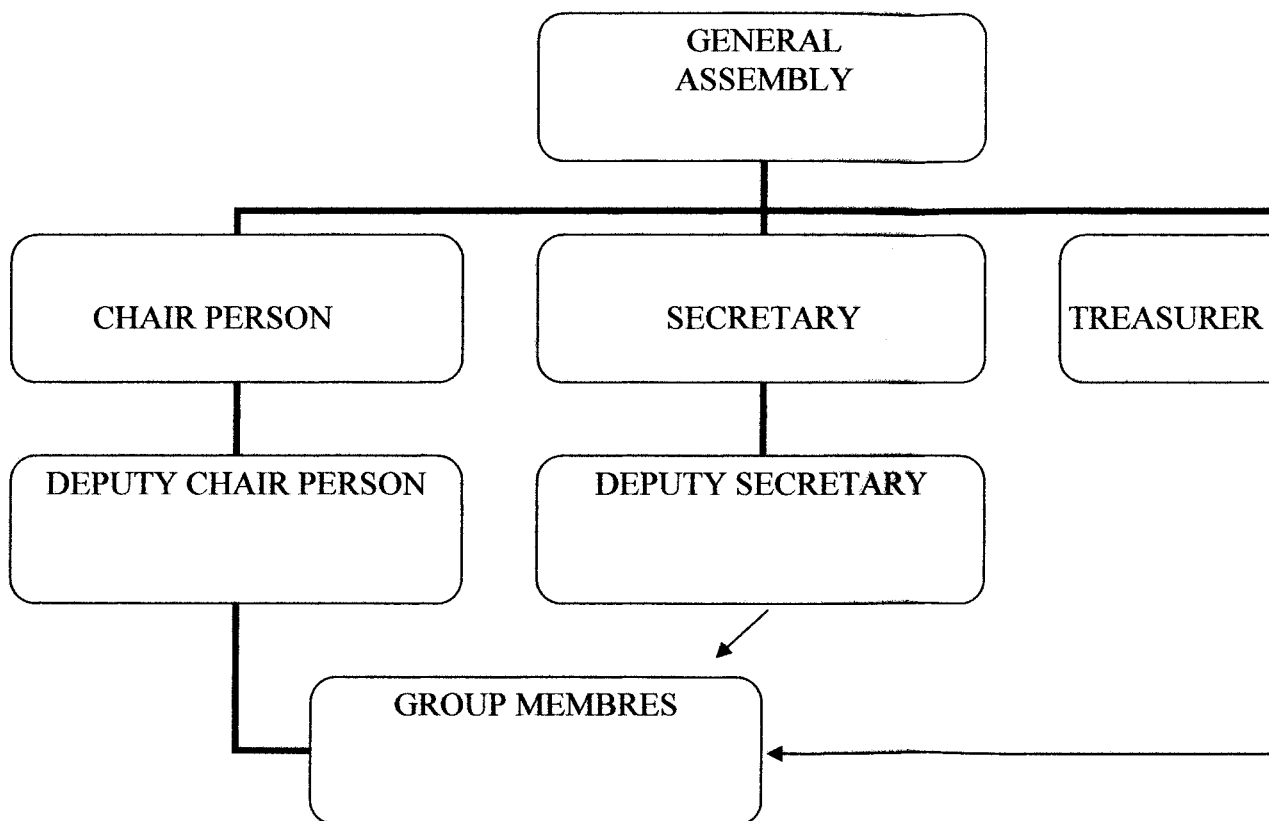 GENERAL
ASSEMBLY
CHAIR PERSON
SECRETARY
TREASURER
DEPUTY CHAIR PERSON
DEPUTY SECRETARY
GROUP MEMBRES